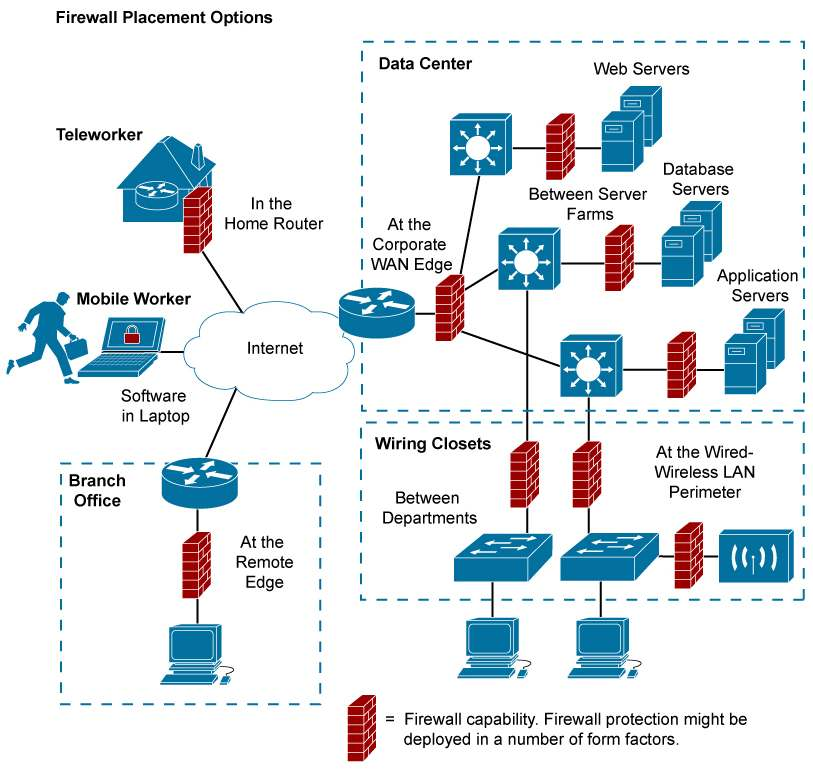 Firewall Placement Options
Data Center
Web Servers
Teleworker
In the
Home Router
Between Server
Farms
Database
Servers
At the
Corporate
WAN Edge
Application
Servers
Mobile Worker
Internet
Software
in Laptop
Wiring Closets
At the Wired-
Wireless LAN
Perimeter
Between
Departments
Branch
Office
At the
Remote
Edge
= Firewall capability. Firewall protection might be
deployed in a number of form factors.